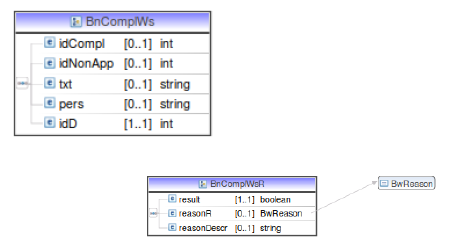 BnComplWs
idCompl [0..1] int
idNonApp [0..1] int
txt [0..1] string
pers [0..1] string
idD [1..1] int
BnComplWsR
result [1..1] boolean
reasonR [0..1] BwReason
reasonDescr [0..1] string
BwReason